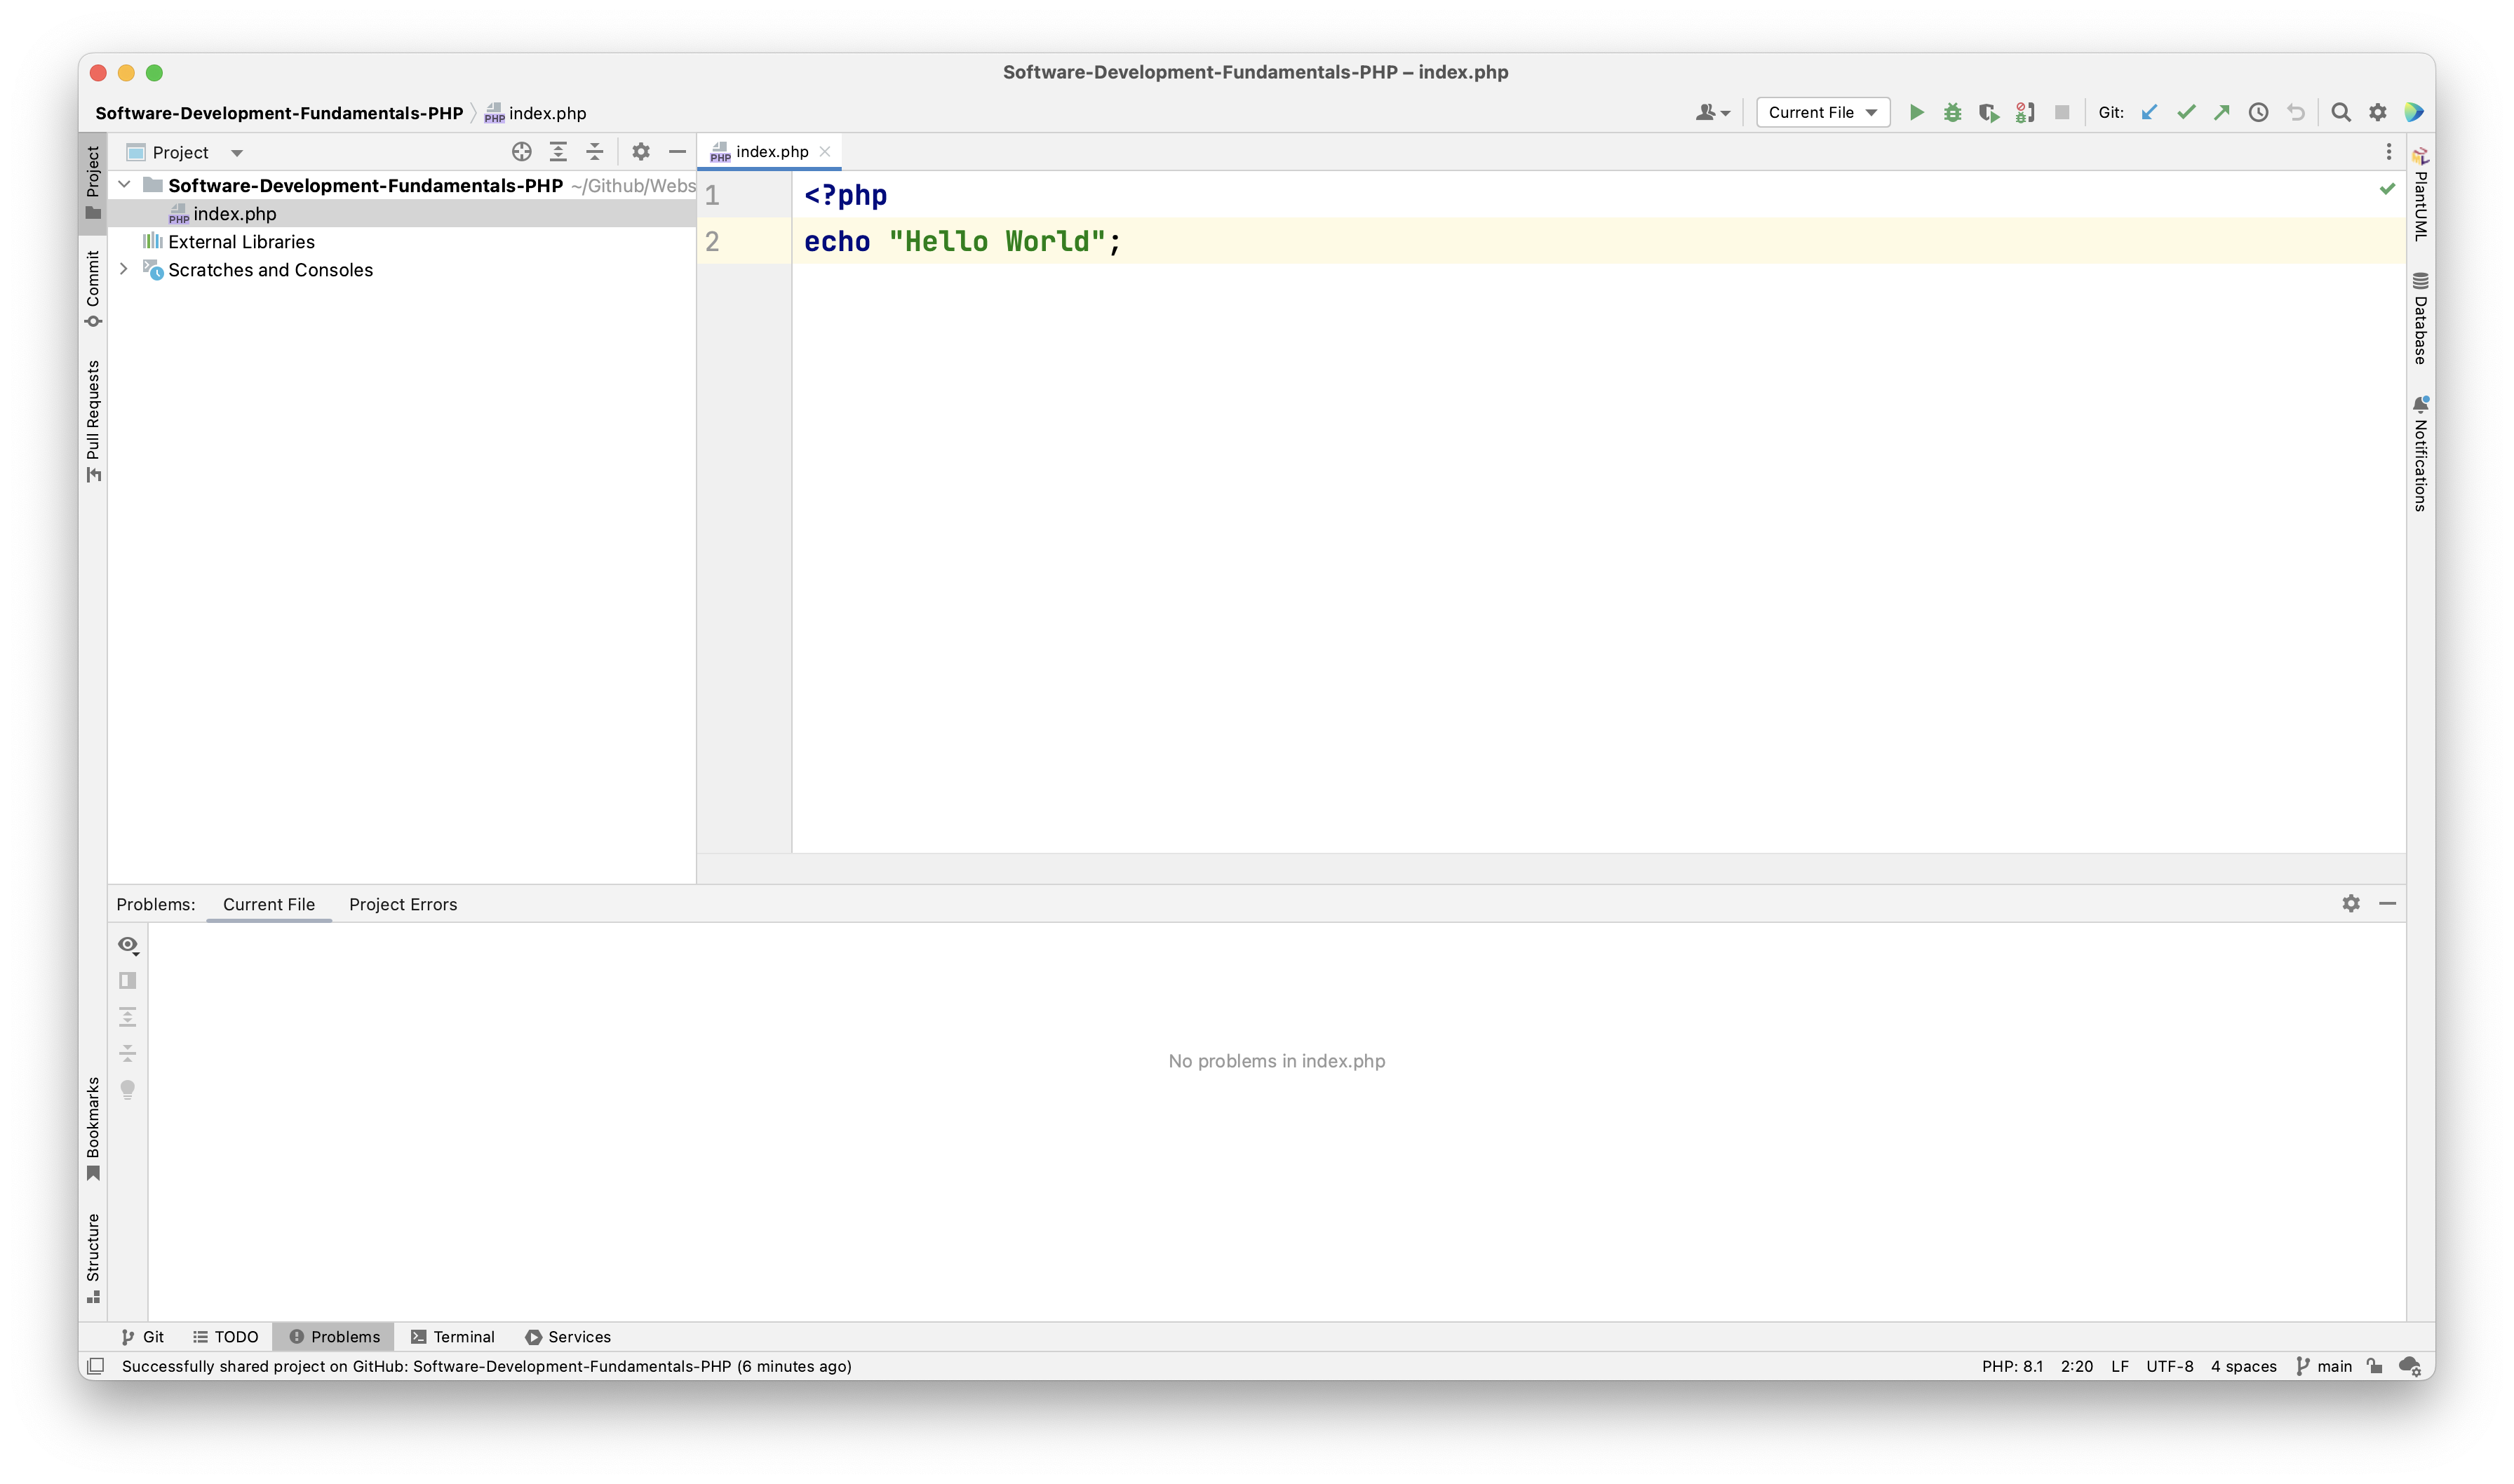 Software-Development-Fundamentals-PHP – index.php
Software-Development-Fundamentals-PHP
PHP index.php
Current File
Git:
Project
Project
Commit
Pull Requests
Bookmarks
Structure
Software-Development-Fundamentals-PHP ~/Github/Webs
PHP index.php
External Libraries
Scratches and Consoles
PHP index.php
1 <?php
2 echo "Hello World";
PlantUML
Database
Notifications
Problems: Current File Project Errors
No problems in index.php
Git TODO Problems Terminal Services
Successfully shared project on GitHub: Software-Development-Fundamentals-PHP (6 minutes ago)
PHP: 8.1 2:20 LF UTF-8 4 spaces main